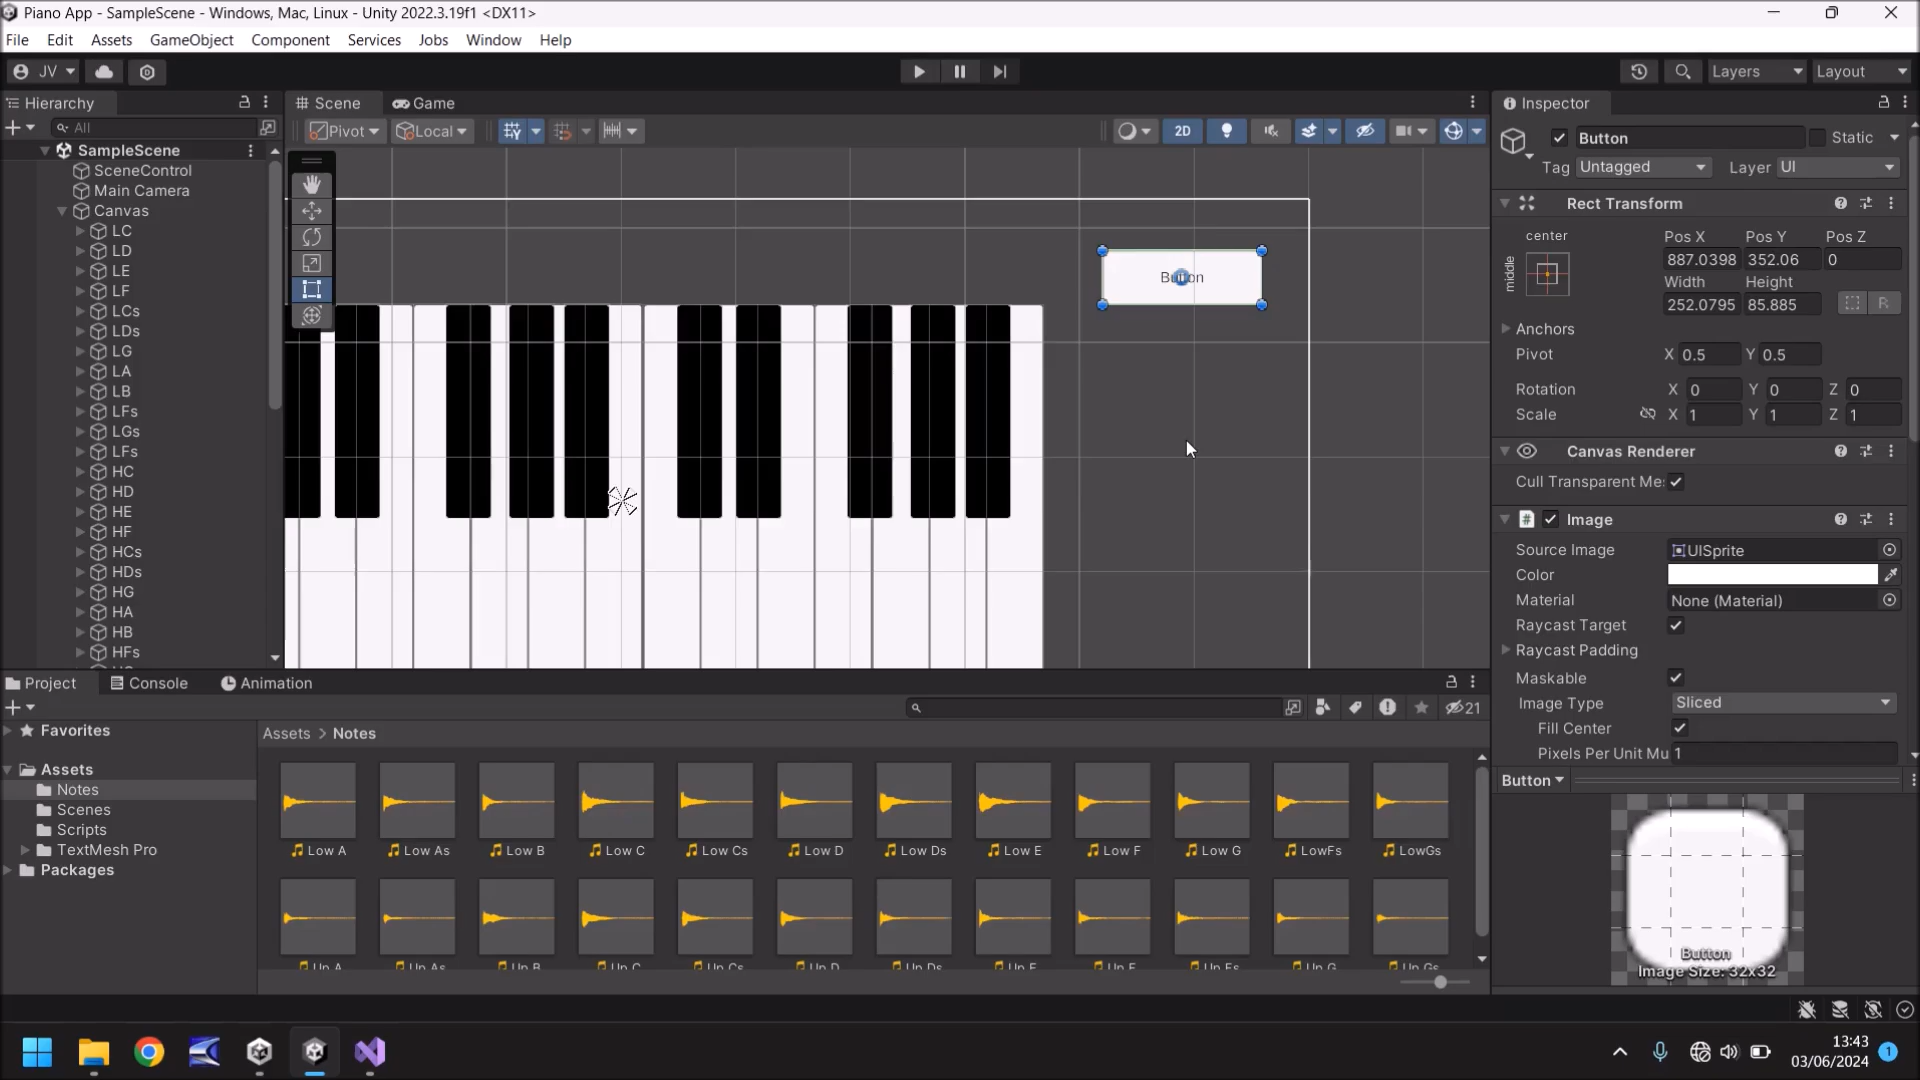 Piano App - SampleScene - Windows, Mac, Linux - Unity 2022.3.19f1 <DX11>
File Edit Assets GameObject Component Services Jobs Window Help
JV
Layers
Layout
Hierarchy
All
SampleScene
SceneControl
Main Camera
Canvas
LC
LD
LE
LF
LCs
LDs
LG
LA
LB
LFs
LGs
LFs
HC
HD
HE
HF
HCs
HDs
HG
HA
HB
HFs
Scene
Game
Pivot
Local
2D
Button
Inspector
Button
Static
Tag Untagged Layer UI
Rect Transform
center
middle
Pos X Pos Y Pos Z
887.0398 352.06 0
Width Height
252.0795 85.885
R
Anchors
Pivot X 0.5 Y 0.5
Rotation X 0 Y 0 Z 0
Scale X 1 Y 1 Z 1
Canvas Renderer
Cull Transparent Me
Image
Source Image UISprite
Color
Material None (Material)
Raycast Target
Raycast Padding
Maskable
Image Type Sliced
Fill Center
Pixels Per Unit Mu 1
Button
Button
Image Size: 32x32
Project
Console
Animation
21
Favorites
Assets
Notes
Scenes
Scripts
TextMesh Pro
Packages
Assets > Notes
Low A Low As Low B Low C Low Cs Low D Low Ds Low E Low F Low G LowFs LowGs
13:43
03/06/2024
1